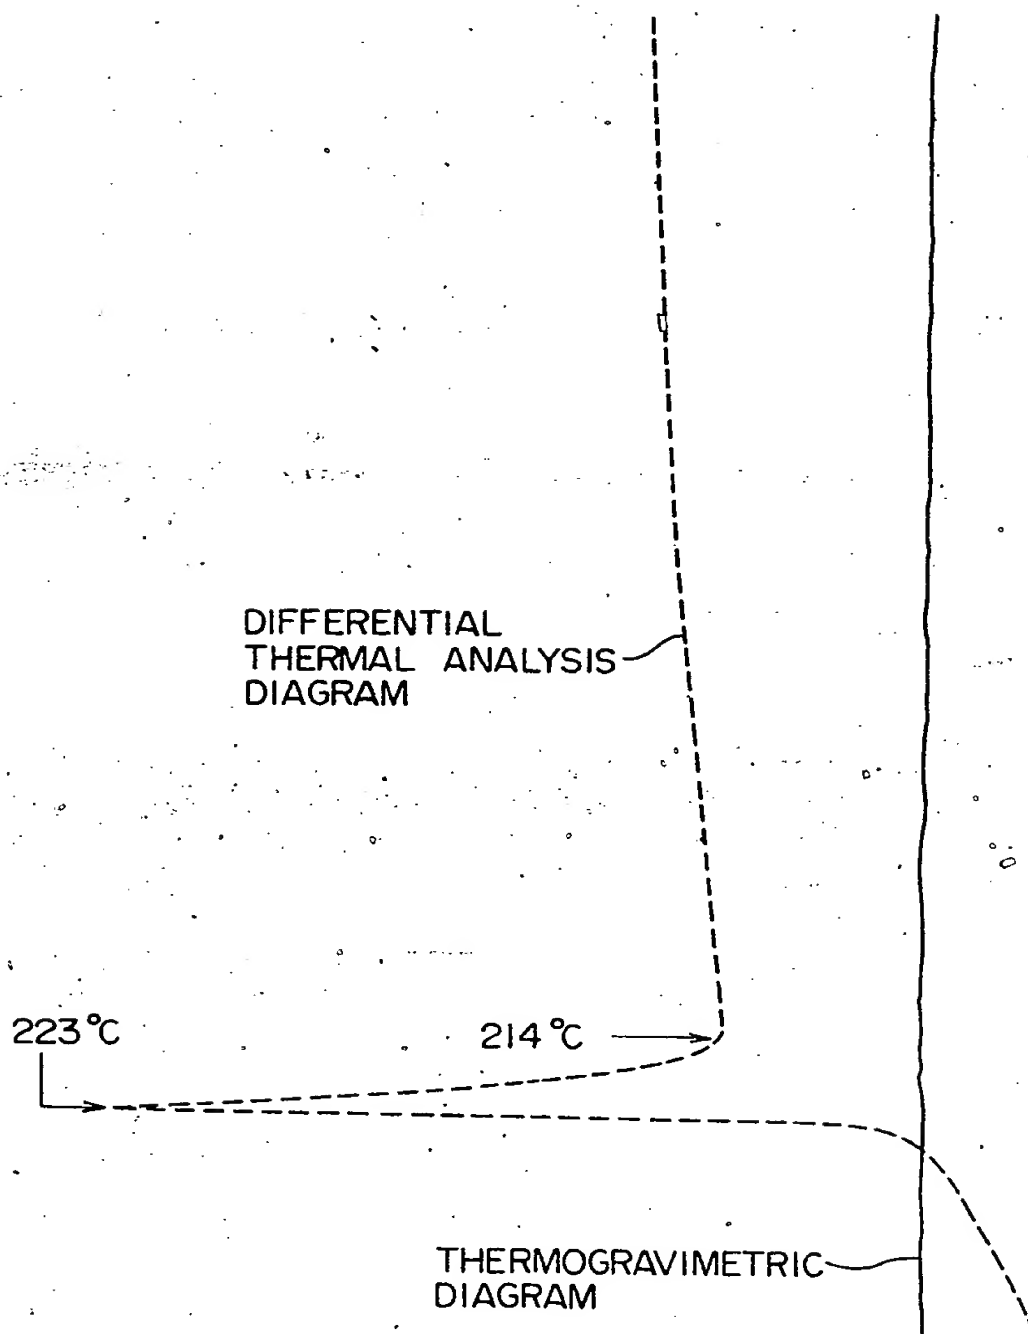 DIFFERENTIAL
THERMAL ANALYSIS
DIAGRAM
223°C
214°C
THERMOGRAVIMETRIC
DIAGRAM